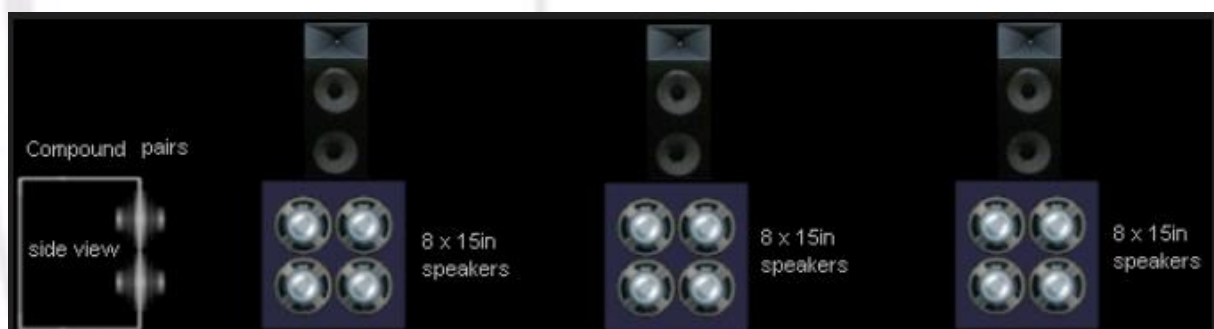 Compound pairs
side view
8 x 15in
speakers
8 x 15in
speakers
8 x 15in
speakers